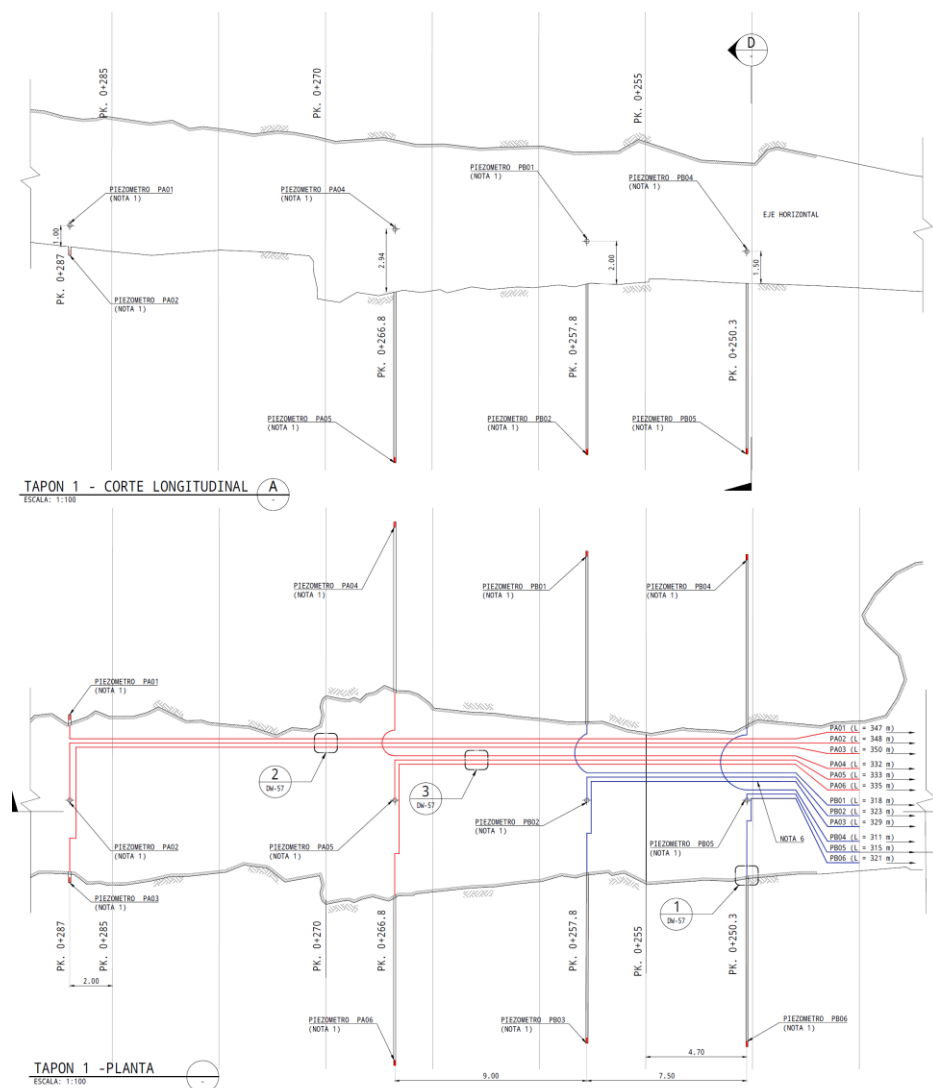 D
-
PK. 0+285
PK. 0+270
PK. 0+255
PIEZOMETRO PA01
(NOTA 1)
PIEZOMETRO PA04
(NOTA 1)
PIEZOMETRO PB01
(NOTA 1)
PIEZOMETRO PB04
(NOTA 1)
EJE HORIZONTAL
1.00
2.94
2.00
1.50
PK. 0+287
PIEZOMETRO PA02
(NOTA 1)
PK. 0+266.8
PK. 0+257.8
PK. 0+250.3
PIEZOMETRO PA05
(NOTA 1)
PIEZOMETRO PB02
(NOTA 1)
PIEZOMETRO PB05
(NOTA 1)
TAPON 1 - CORTE LONGITUDINAL
A
-
ESCALA: 1:100
PIEZOMETRO PA04
(NOTA 1)
PIEZOMETRO PB01
(NOTA 1)
PIEZOMETRO PB04
(NOTA 1)
PIEZOMETRO PA01
(NOTA 1)
PA01 (L = 347 m)
PA02 (L = 348 m)
PA03 (L = 350 m)
PA04 (L = 332 m)
PA05 (L = 333 m)
PA06 (L = 335 m)
PB01 (L = 318 m)
PB02 (L = 323 m)
PA03 (L = 329 m)
PB04 (L = 311 m)
PB05 (L = 315 m)
PB06 (L = 321 m)
2
DW-57
3
DW-57
PIEZOMETRO PB02
(NOTA 1)
NOTA 6
PIEZOMETRO PA02
(NOTA 1)
PIEZOMETRO PA05
(NOTA 1)
PIEZOMETRO PB05
(NOTA 1)
PIEZOMETRO PA03
(NOTA 1)
1
DW-57
PK. 0+287
PK. 0+285
PK. 0+270
PK. 0+266.8
PK. 0+257.8
PK. 0+255
PK. 0+250.3
2.00
PIEZOMETRO PA06
(NOTA 1)
PIEZOMETRO PB03
(NOTA 1)
PIEZOMETRO PB06
(NOTA 1)
4.70
9.00
7.50
TAPON 1 -PLANTA
-
ESCALA: 1:100